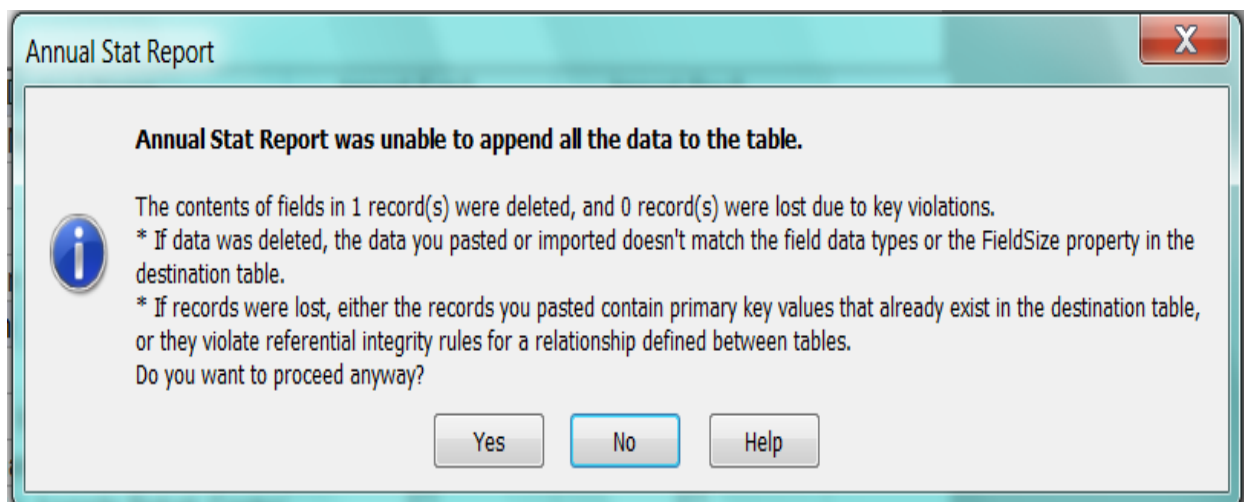 Annual Stat Report
X
Annual Stat Report was unable to append all the data to the table.
The contents of fields in 1 record(s) were deleted, and 0 record(s) were lost due to key violations.
* If data was deleted, the data you pasted or imported doesn't match the field data types or the FieldSize property in the
destination table.
* If records were lost, either the records you pasted contain primary key values that already exist in the destination table,
or they violate referential integrity rules for a relationship defined between tables.
Do you want to proceed anyway?
Yes No Help